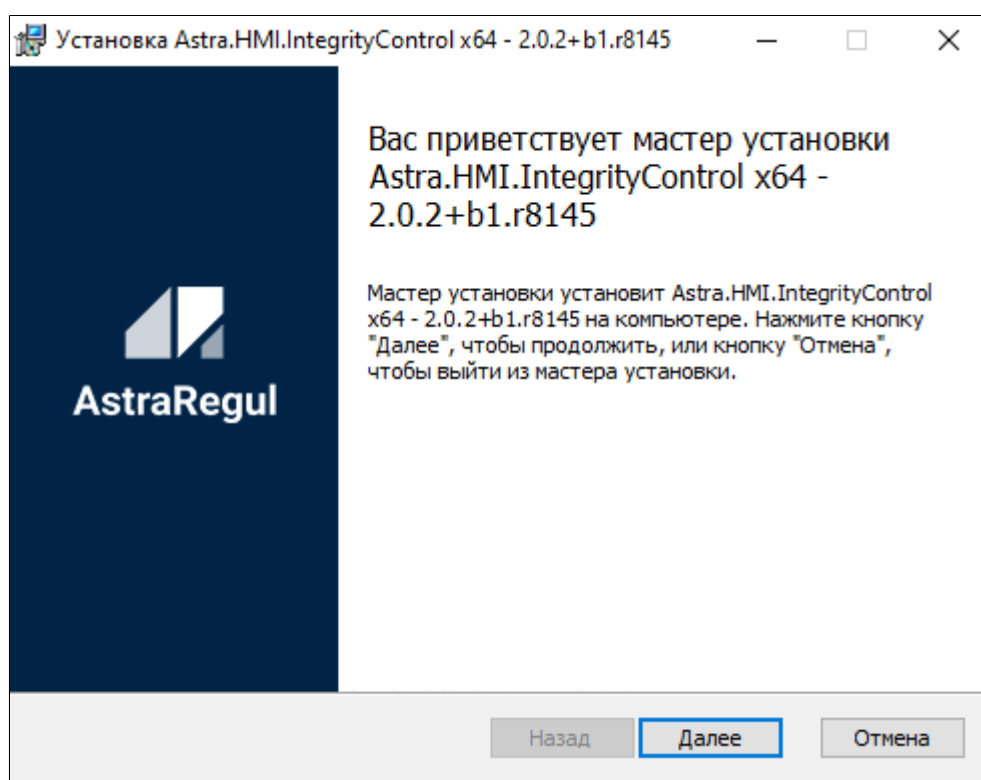 Установка Astra.HMI.IntegrityControl x64 - 2.0.2+b1.r8145
Вас приветствует мастер установки
Astra.HMI.IntegrityControl x64 -
2.0.2+b1.r8145
Мастер установки установит Astra.HMI.IntegrityControl
x64 - 2.0.2+b1.r8145 на компьютере. Нажмите кнопку
"Далее", чтобы продолжить, или кнопку "Отмена",
чтобы выйти из мастера установки.
AstraRegul
Назад Далее Отмена